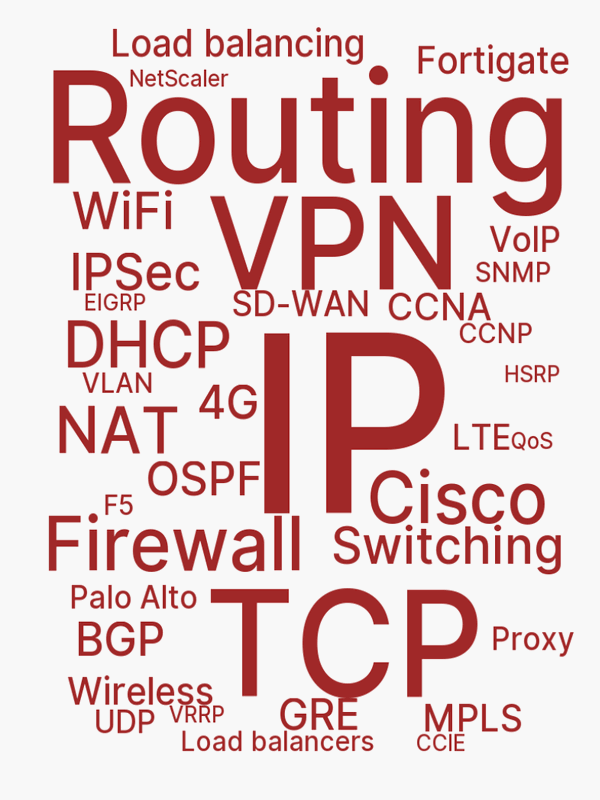 Load balancing
Fortigate
NetScaler
Routing
WiFi
VPN
VoIP
IPSec
SNMP
EIGRP
SD-WAN
CCNA
DHCP
CCNP
IP
HSRP
VLAN
4G
NAT
LTE
QoS
OSPF
Cisco
F5
Firewall
Switching
Palo Alto
TCP
BGP
Proxy
Wireless
UDP
VRRP
GRE
MPLS
Load balancers
CCIE